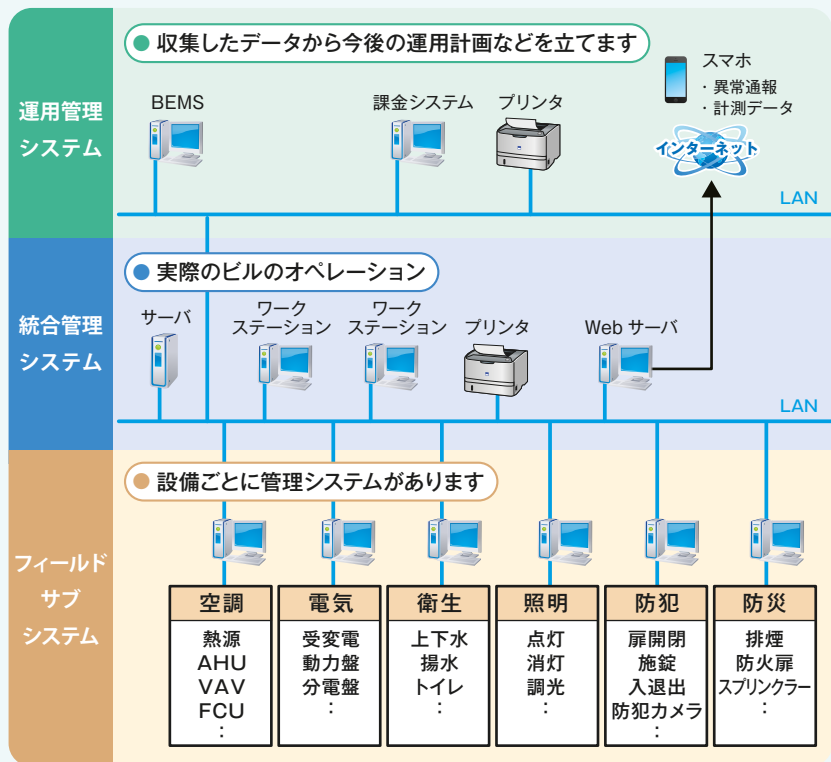 運用管理
システム
● 収集したデータから今後の運用計画などを立てます
スマホ
・異常通報
・計測データ
BEMS
課金システム
プリンタ
インターネット
LAN
統合管理
システム
● 実際のビルのオペレーション
サーバ
ワーク
ステーション
ワーク
ステーション
プリンタ
Web サーバ
LAN
フィールド
サブ
システム
● 設備ごとに管理システムがあります
空調
熱源
AHU
VAV
FCU
:
電気
受変電
動力盤
分電盤
:
衛生
上下水
揚水
トイレ
:
照明
点灯
消灯
調光
:
防犯
扉開閉
施錠
入退出
防犯カメラ
:
防災
排煙
防火扉
スプリンクラー
: